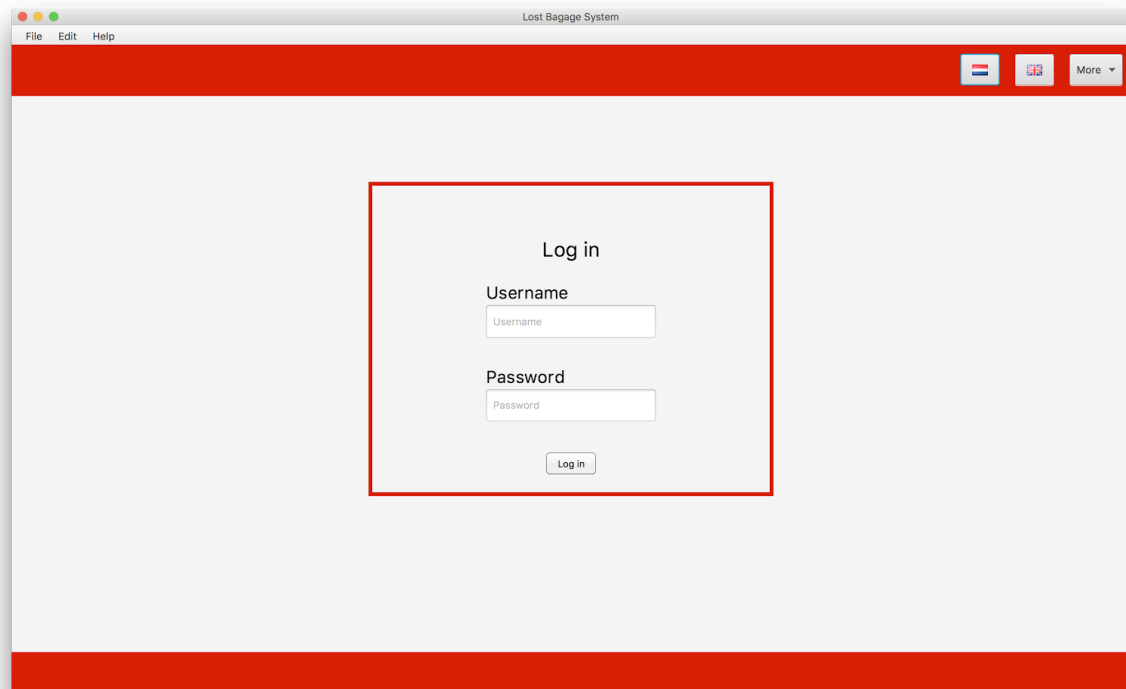 Lost Bagage System
File Edit Help
More
Log in
Username
Username
Password
Password
Log in